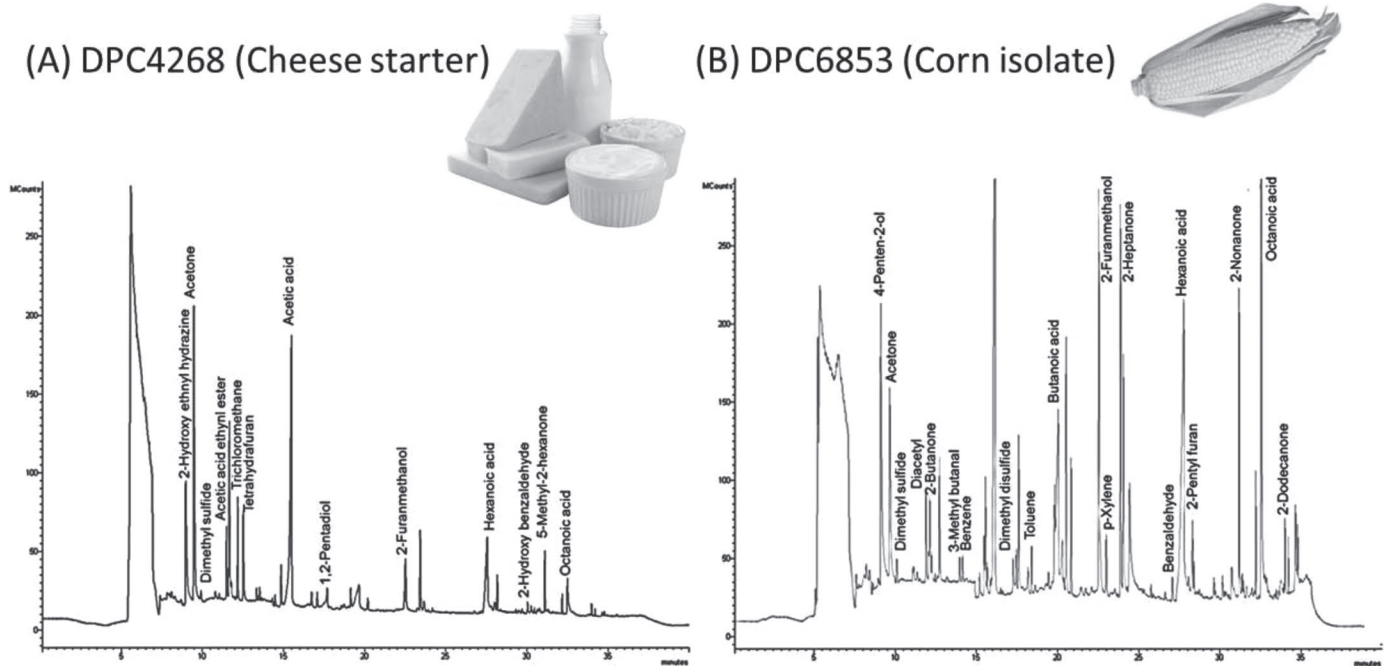 (A) DPC4268 (Cheese starter)
MCounts
250
200
150
100
50
0
5
10
15
20
25
30
35
minutes
2-Hydroxy ethnyl hydrazine
Acetone
Dimethyl sulfide
Acetic acid ethynl ester
Trichloromethane
Tetrahydrafuran
Acetic acid
1,2-Pentadiol
2-Furanmethanol
Hexanoic acid
2-Hydroxy benzaldehyde
5-Methyl-2-hexanone
Octanoic acid
(B) DPC6853 (Corn isolate)
MCounts
250
200
150
100
50
0
5
10
15
20
25
30
35
minutes
4-Penten-2-ol
Acetone
Dimethyl sulfide
Diacetyl
2-Butanone
3-Methyl butanal
Benzene
Dimethyl disulfide
Toluene
Butanoic acid
2-Furanmethanol
p-Xylene
2-Heptanone
Benzaldehyde
Hexanoic acid
2-Pentyl furan
2-Nonanone
Octanoic acid
2-Dodecanone